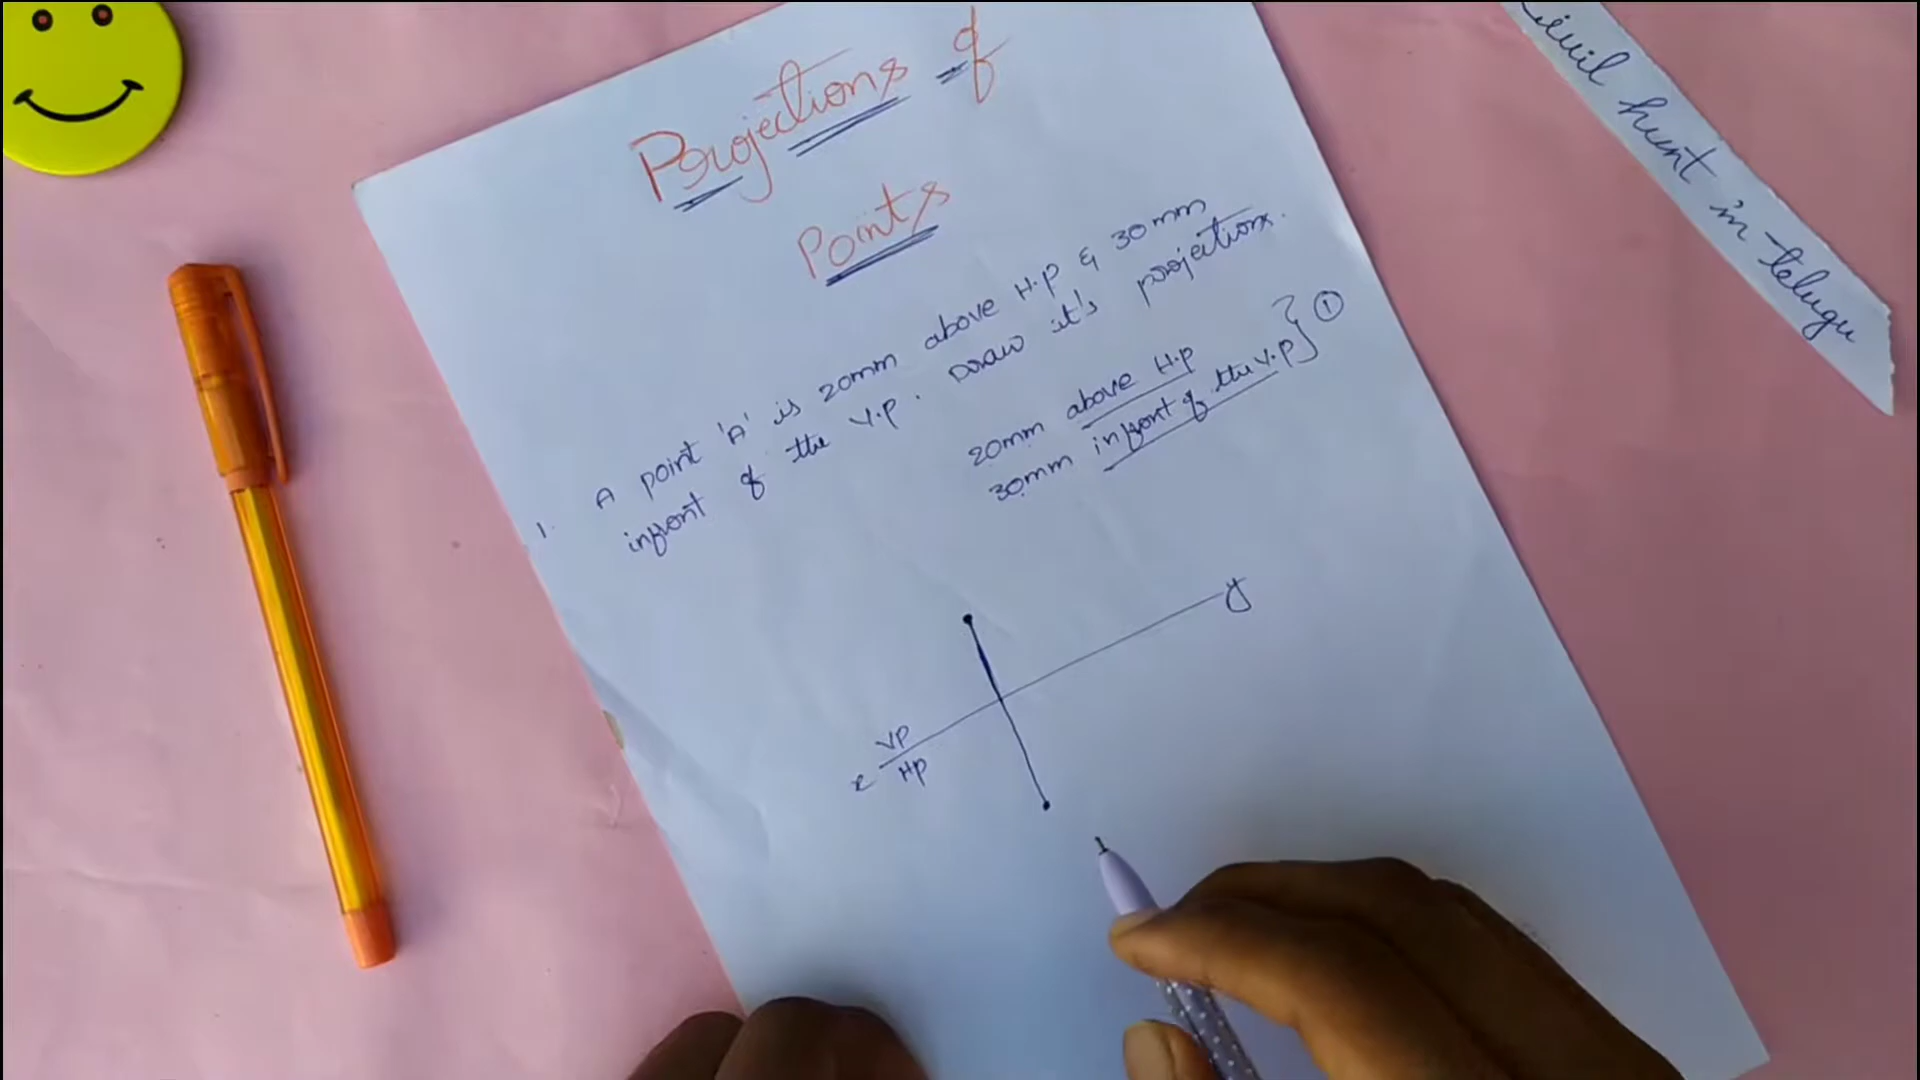 Projections of
Points
1. A point 'A' is 20mm above H.P & 30mm
infront of the V.P. Draw it's projections.
20mm above H.P
30mm infront of the V.P } ①
y
VP
x HP
civil hunt in telugu